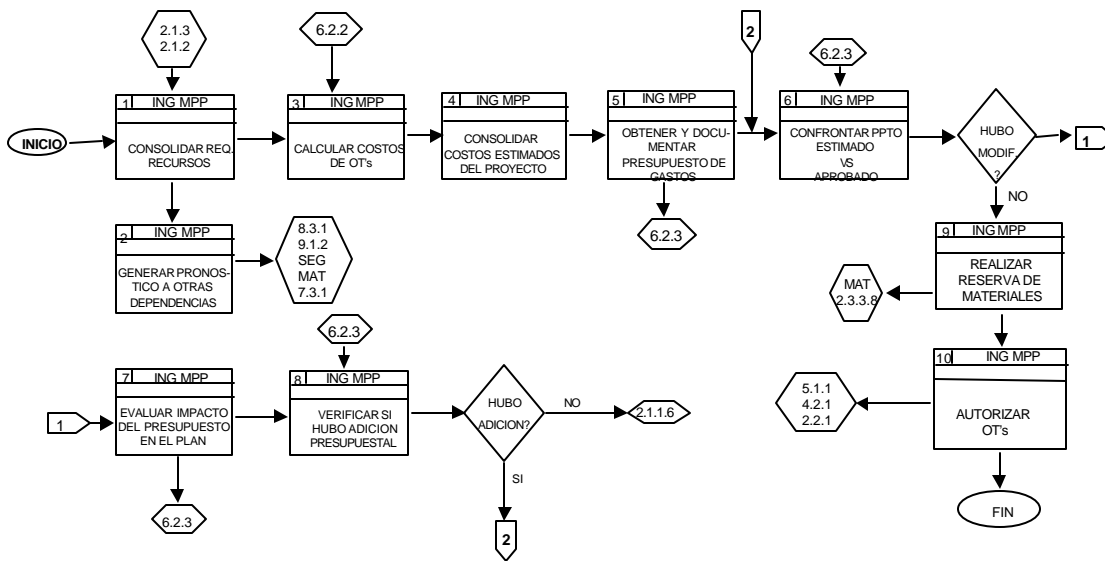 2.1.3
2.1.2
6.2.2
2
6.2.3
INICIO
1 ING MPP
CONSOLIDAR REQ.
RECURSOS
3 ING MPP
CALCULAR COSTOS
DE OT's
4 ING MPP
CONSOLIDAR
COSTOS ESTIMADOS
DEL PROYECTO
5 ING MPP
OBTENER Y DOCU-
MENTAR
PRESUPUESTO DE
GASTOS
6 ING MPP
CONFRONTAR PPTO
ESTIMADO
VS
APROBADO
HUBO
MODIF.
?
1
NO
6.2.3
2 ING MPP
GENERAR PRONOS-
TICO A OTRAS
DEPENDENCIAS
8.3.1
9.1.2
SEG
MAT
7.3.1
9 ING MPP
REALIZAR
RESERVA DE
MATERIALES
MAT
2.3.3.8
6.2.3
1
7 ING MPP
EVALUAR IMPACTO
DEL PRESUPUESTO
EN EL PLAN
8 ING MPP
VERIFICAR SI
HUBO ADICION
PRESUPUESTAL
HUBO
ADICION?
NO
2.1.1.6
SI
2
6.2.3
10 ING MPP
AUTORIZAR
OT's
5.1.1
4.2.1
2.2.1
FIN